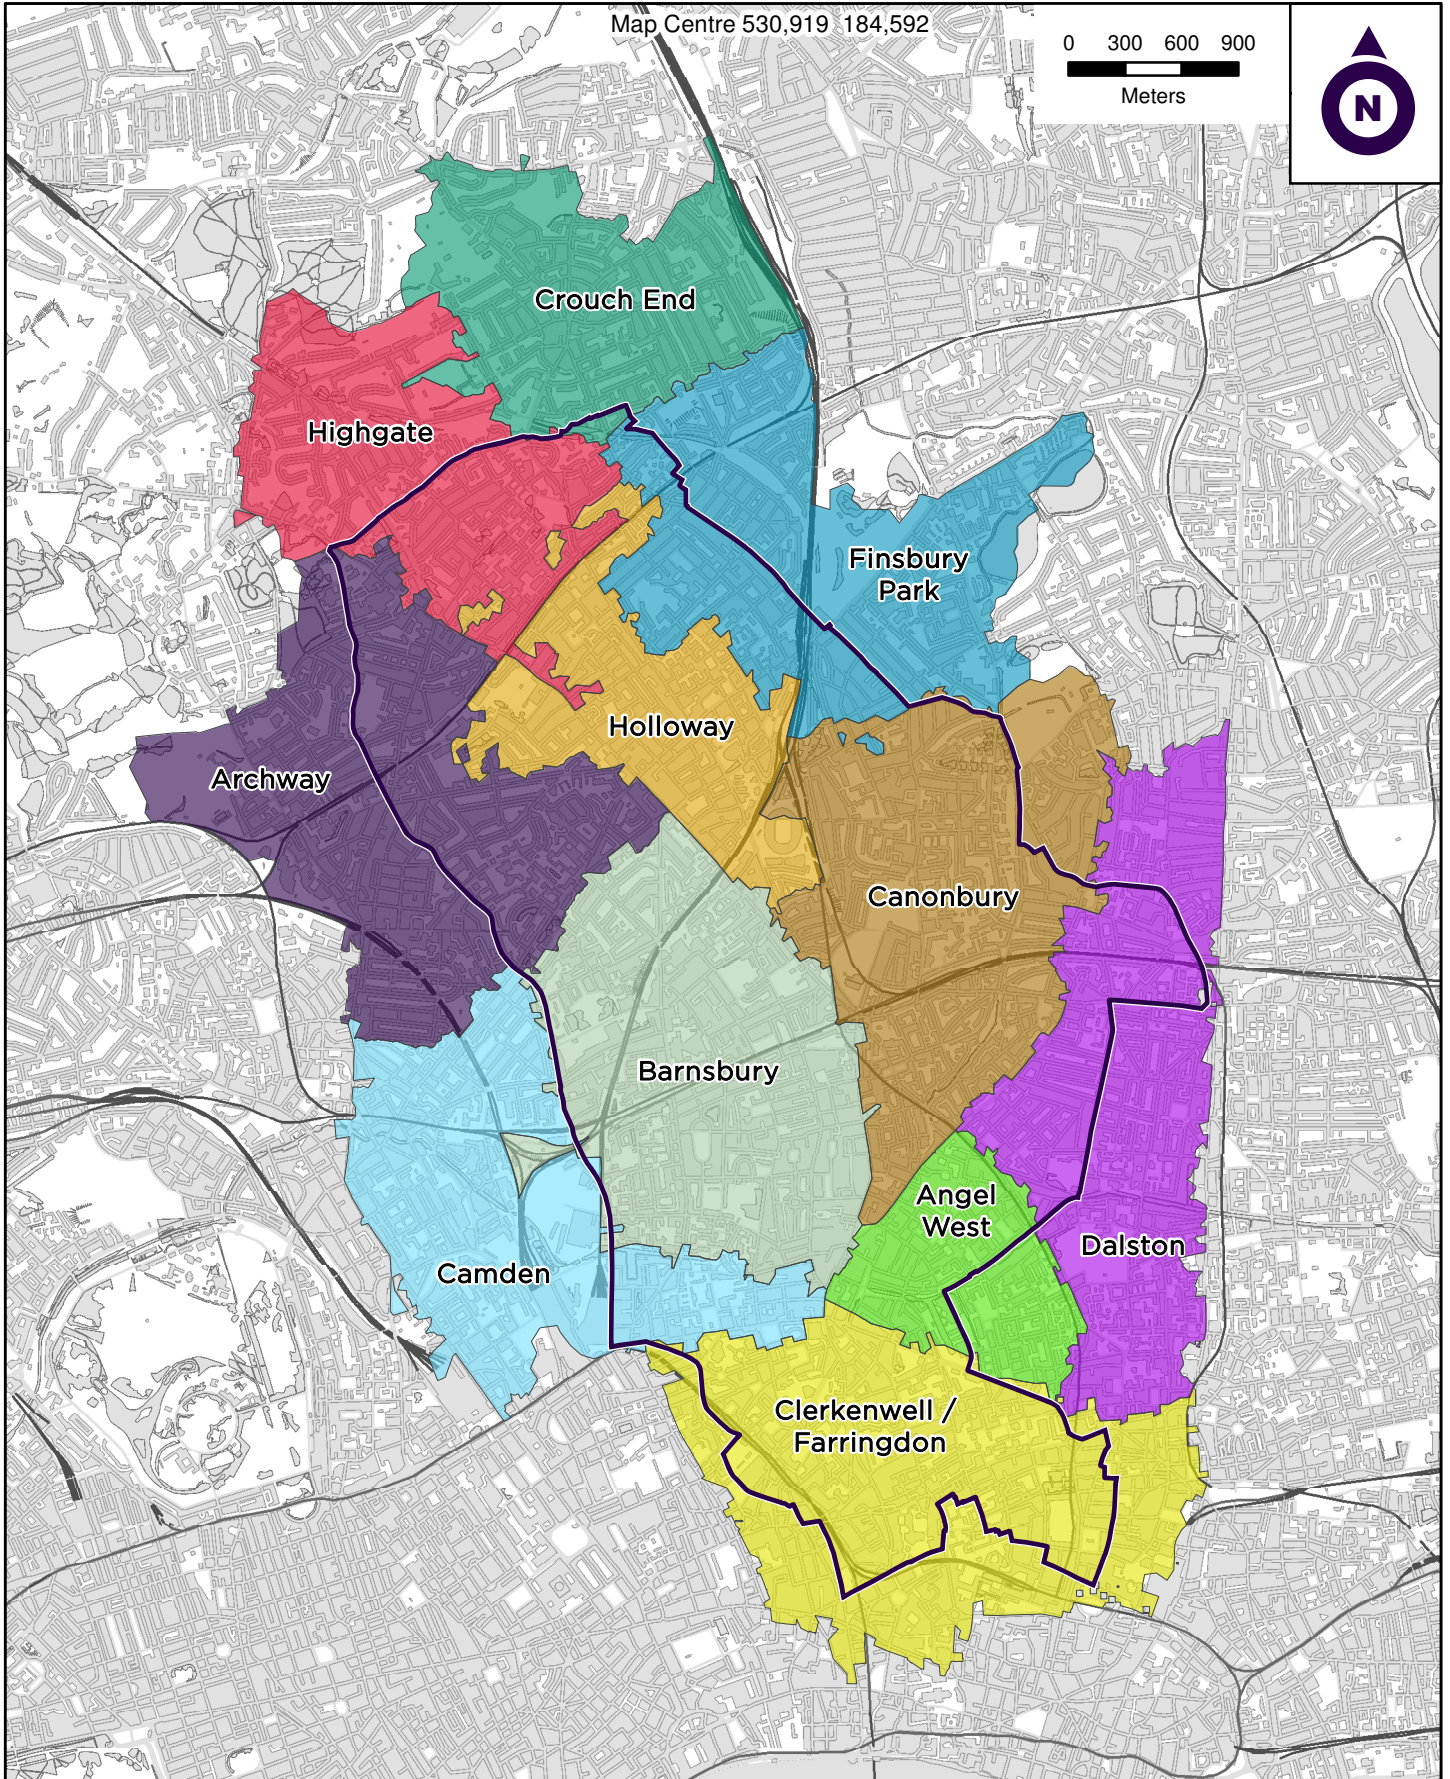 Map Centre 530,919 184,592
0 300 600 900
Meters
N
Crouch End
Highgate
Finsbury
Park
Holloway
Archway
Canonbury
Barnsbury
Angel
West
Dalston
Camden
Clerkenwell /
Farringdon